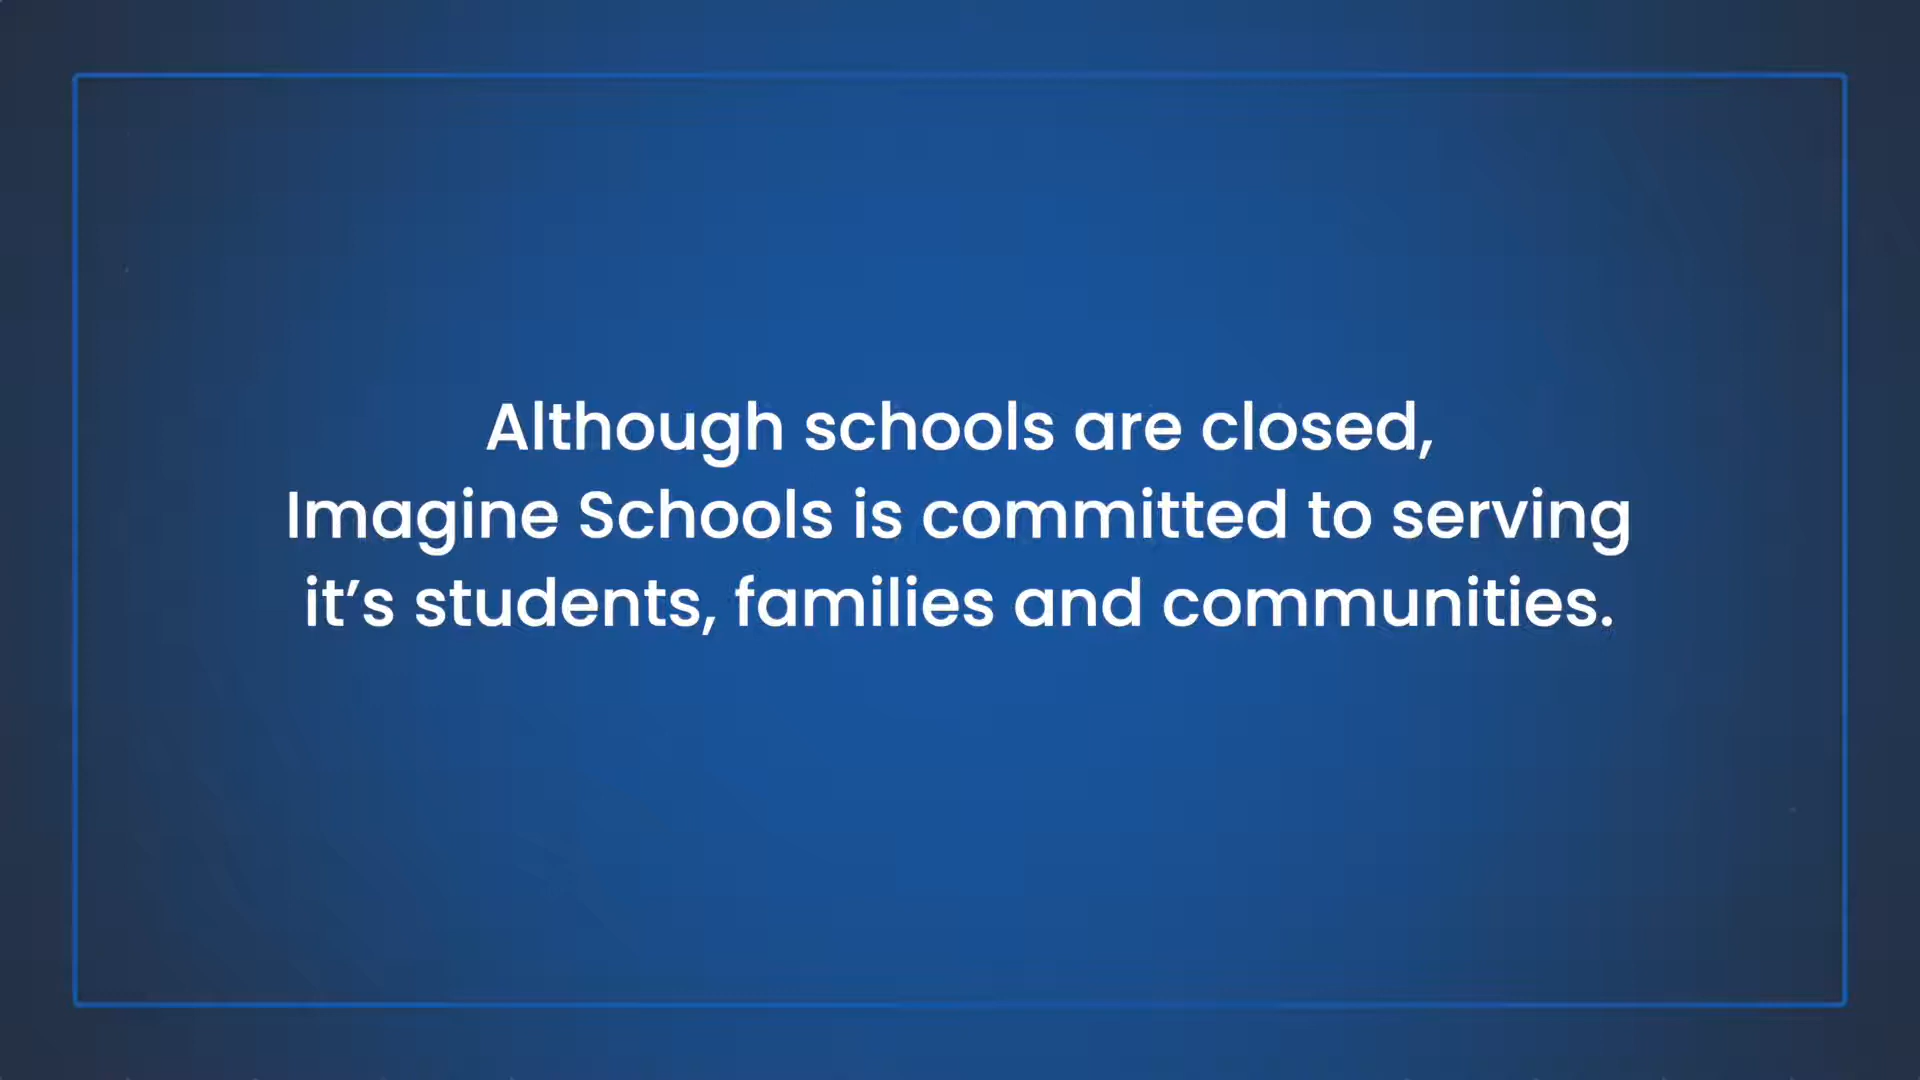 Although schools are closed,
Imagine Schools is committed to serving
it’s students, families and communities.